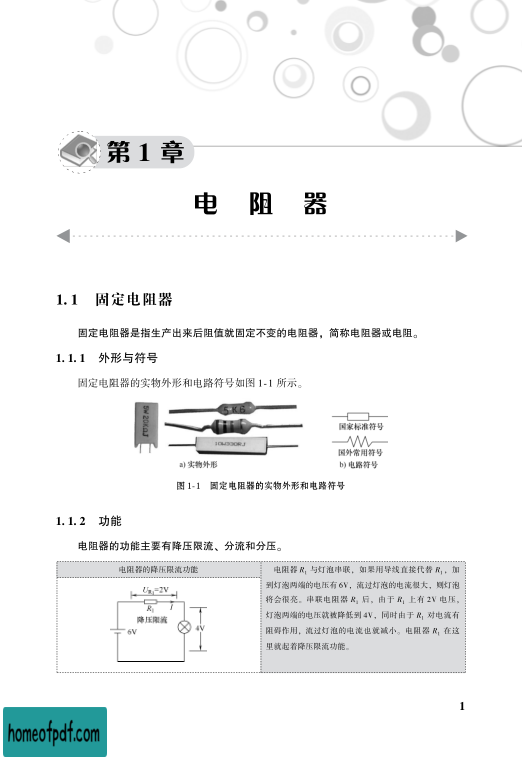 第 1 章
电 阻 器
1.1 固定电阻器
固定电阻器是指生产出来后阻值就固定不变的电阻器，简称电阻器或电阻。
1.1.1 外形与符号
固定电阻器的实物外形和电路符号如图 1-1 所示。
国家标准符号
国外常用符号
a) 实物外形
b) 电路符号
图 1-1 固定电阻器的实物外形和电路符号
1.1.2 功能
电阻器的功能主要有降压限流、分流和分压。
电阻器的降压限流功能
UR1=2V
R1 I
降压限流
6V
4V
电阻器 R1 与灯泡串联，如果用导线直接代替 R1，加
到灯泡两端的电压有 6V，流过灯泡的电流很大，则灯泡
将会很亮。串联电阻器 R1 后，由于 R1 上有 2V 电压，
灯泡两端的电压就被降低到 4V，同时由于 R1 对电流有
阻碍作用，流过灯泡的电流也就减小。电阻器 R1 在这
里就起着降压限流功能。
1
homeofpdf.com